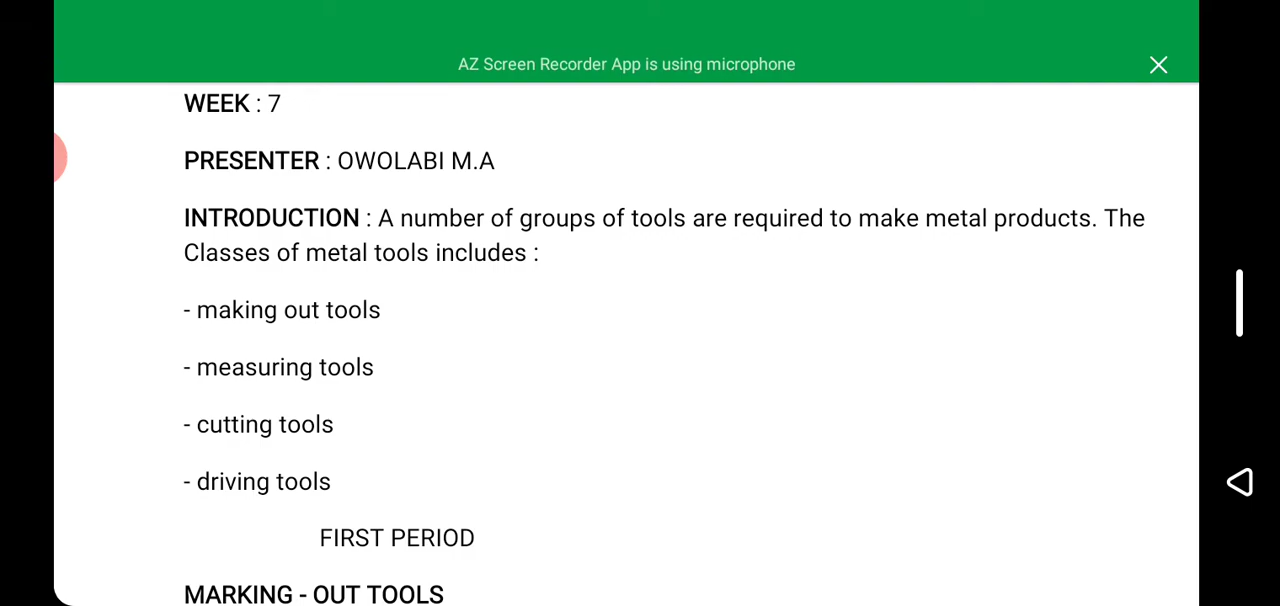 AZ Screen Recorder App is using microphone
WEEK : 7
PRESENTER : OWOLABI M.A
INTRODUCTION : A number of groups of tools are required to make metal products. The
Classes of metal tools includes :
- making out tools
- measuring tools
- cutting tools
- driving tools
FIRST PERIOD
MARKING - OUT TOOLS